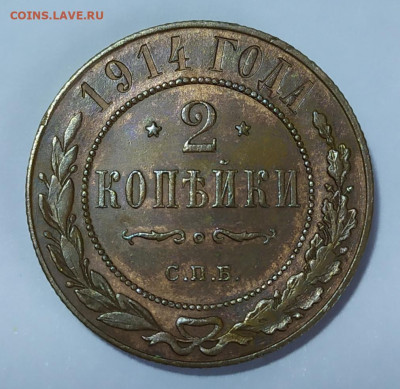 COINS.LAVE.RU
1914 ГОДА
2
КОПѢЙКИ
С.П.Б.